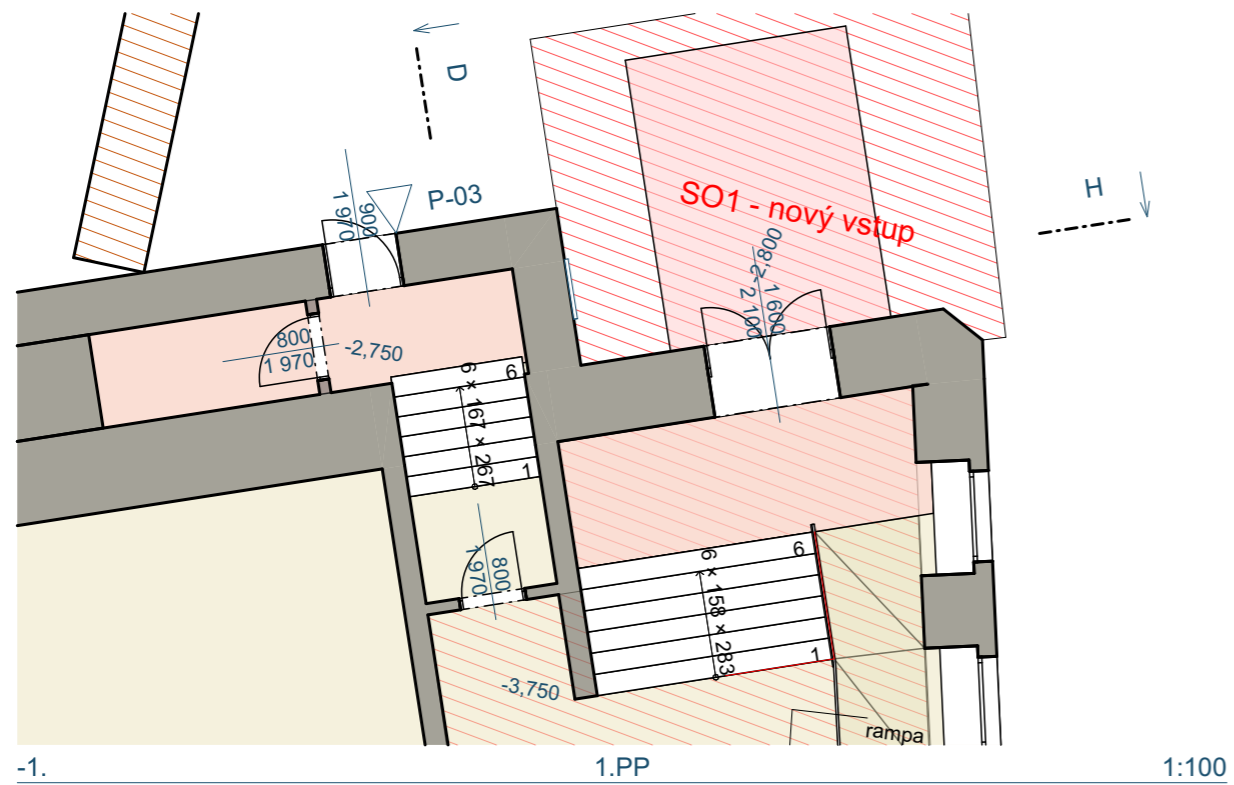 D
P-03
H
900
1 970
SO1 - nový vstup
-2,800
1 600
2 100
800
1 970
-2,750
6
6 × 167 × 267
1
800
1 970
6
6 × 158 × 283
1
-3,750
rampa
-1.
1.PP
1:100